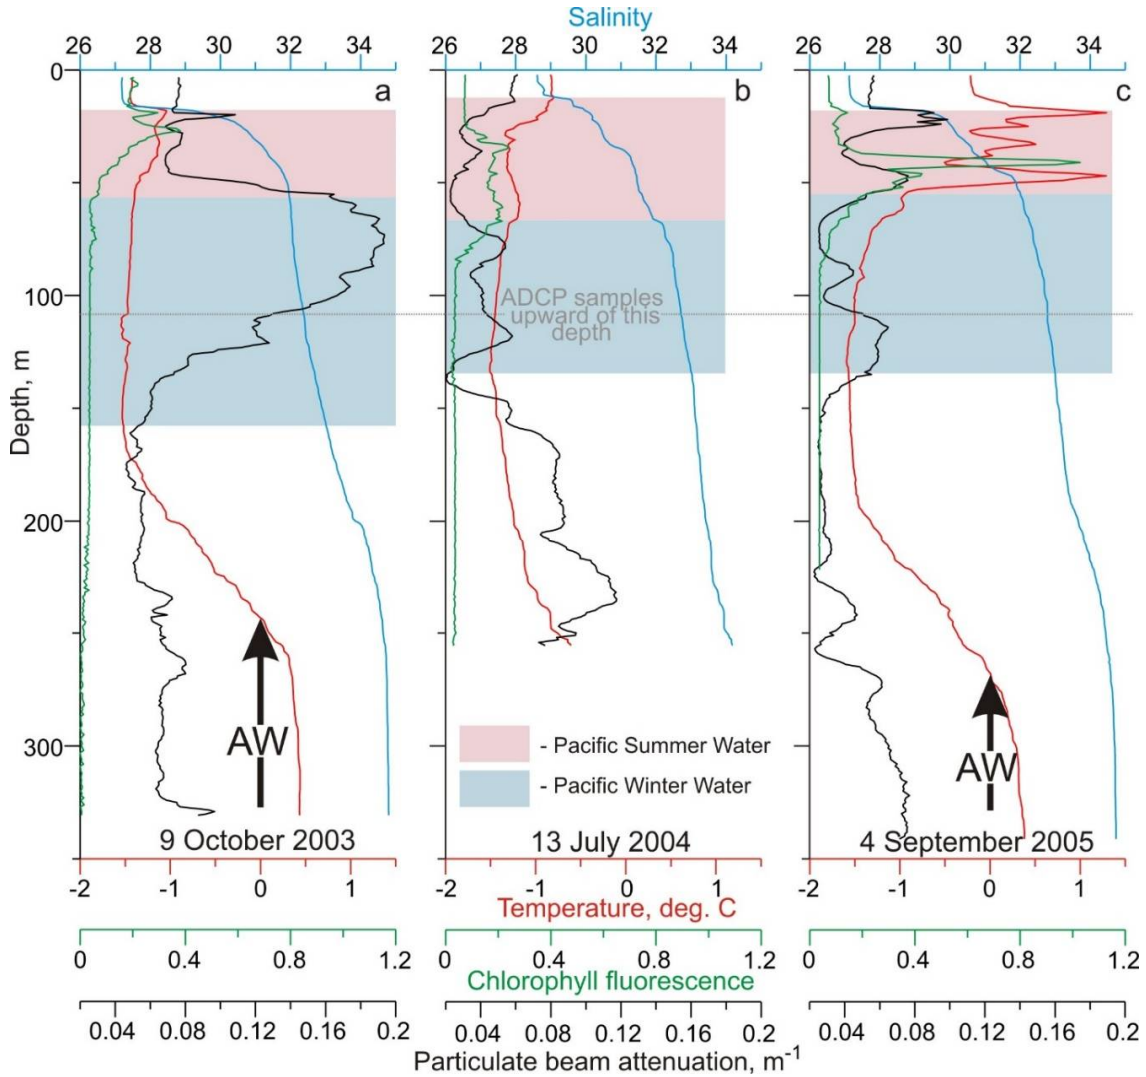 Salinity
26 28 30 32 34 26 28 30 32 34 26 28 30 32 34
0
a b c
100
ADCP samples
upward of this
depth
Depth, m
200
AW
- Pacific Summer Water
300
- Pacific Winter Water
AW
9 October 2003 13 July 2004 4 September 2005
-2 -1 0 1 -2 -1 0 1 -2 -1 0 1
Temperature, deg. C
0 0.4 0.8 1.2 0 0.4 0.8 1.2 0 0.4 0.8 1.2
Chlorophyll fluorescence
0.04 0.08 0.12 0.16 0.2 0.04 0.08 0.12 0.16 0.2 0.04 0.08 0.12 0.16 0.2
Particulate beam attenuation, m⁻¹